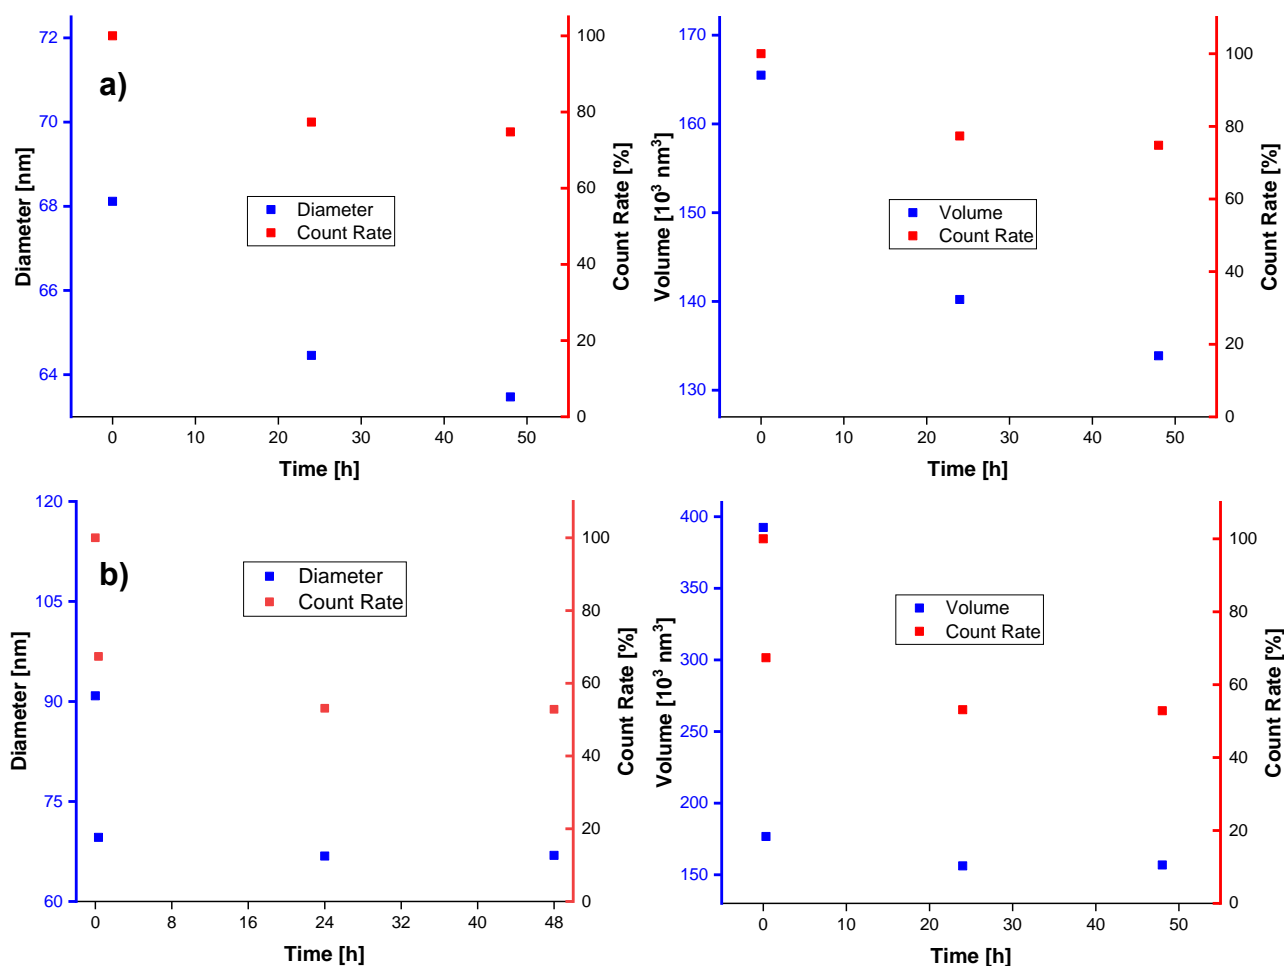 a)
72
70
68
66
64
Diameter [nm]
100
80
60
40
20
0
Count Rate [%]
Diameter
Count Rate
0 10 20 30 40 50
Time [h]
170
160
150
140
130
Volume [10³ nm³]
100
80
60
40
20
0
Count Rate [%]
Volume
Count Rate
0 10 20 30 40 50
Time [h]
b)
120
105
90
75
60
Diameter [nm]
100
80
60
40
20
0
Count Rate [%]
Diameter
Count Rate
0 8 16 24 32 40 48
Time [h]
400
350
300
250
200
150
Volume [10³ nm³]
100
80
60
40
20
0
Count Rate [%]
Volume
Count Rate
0 10 20 30 40 50
Time [h]